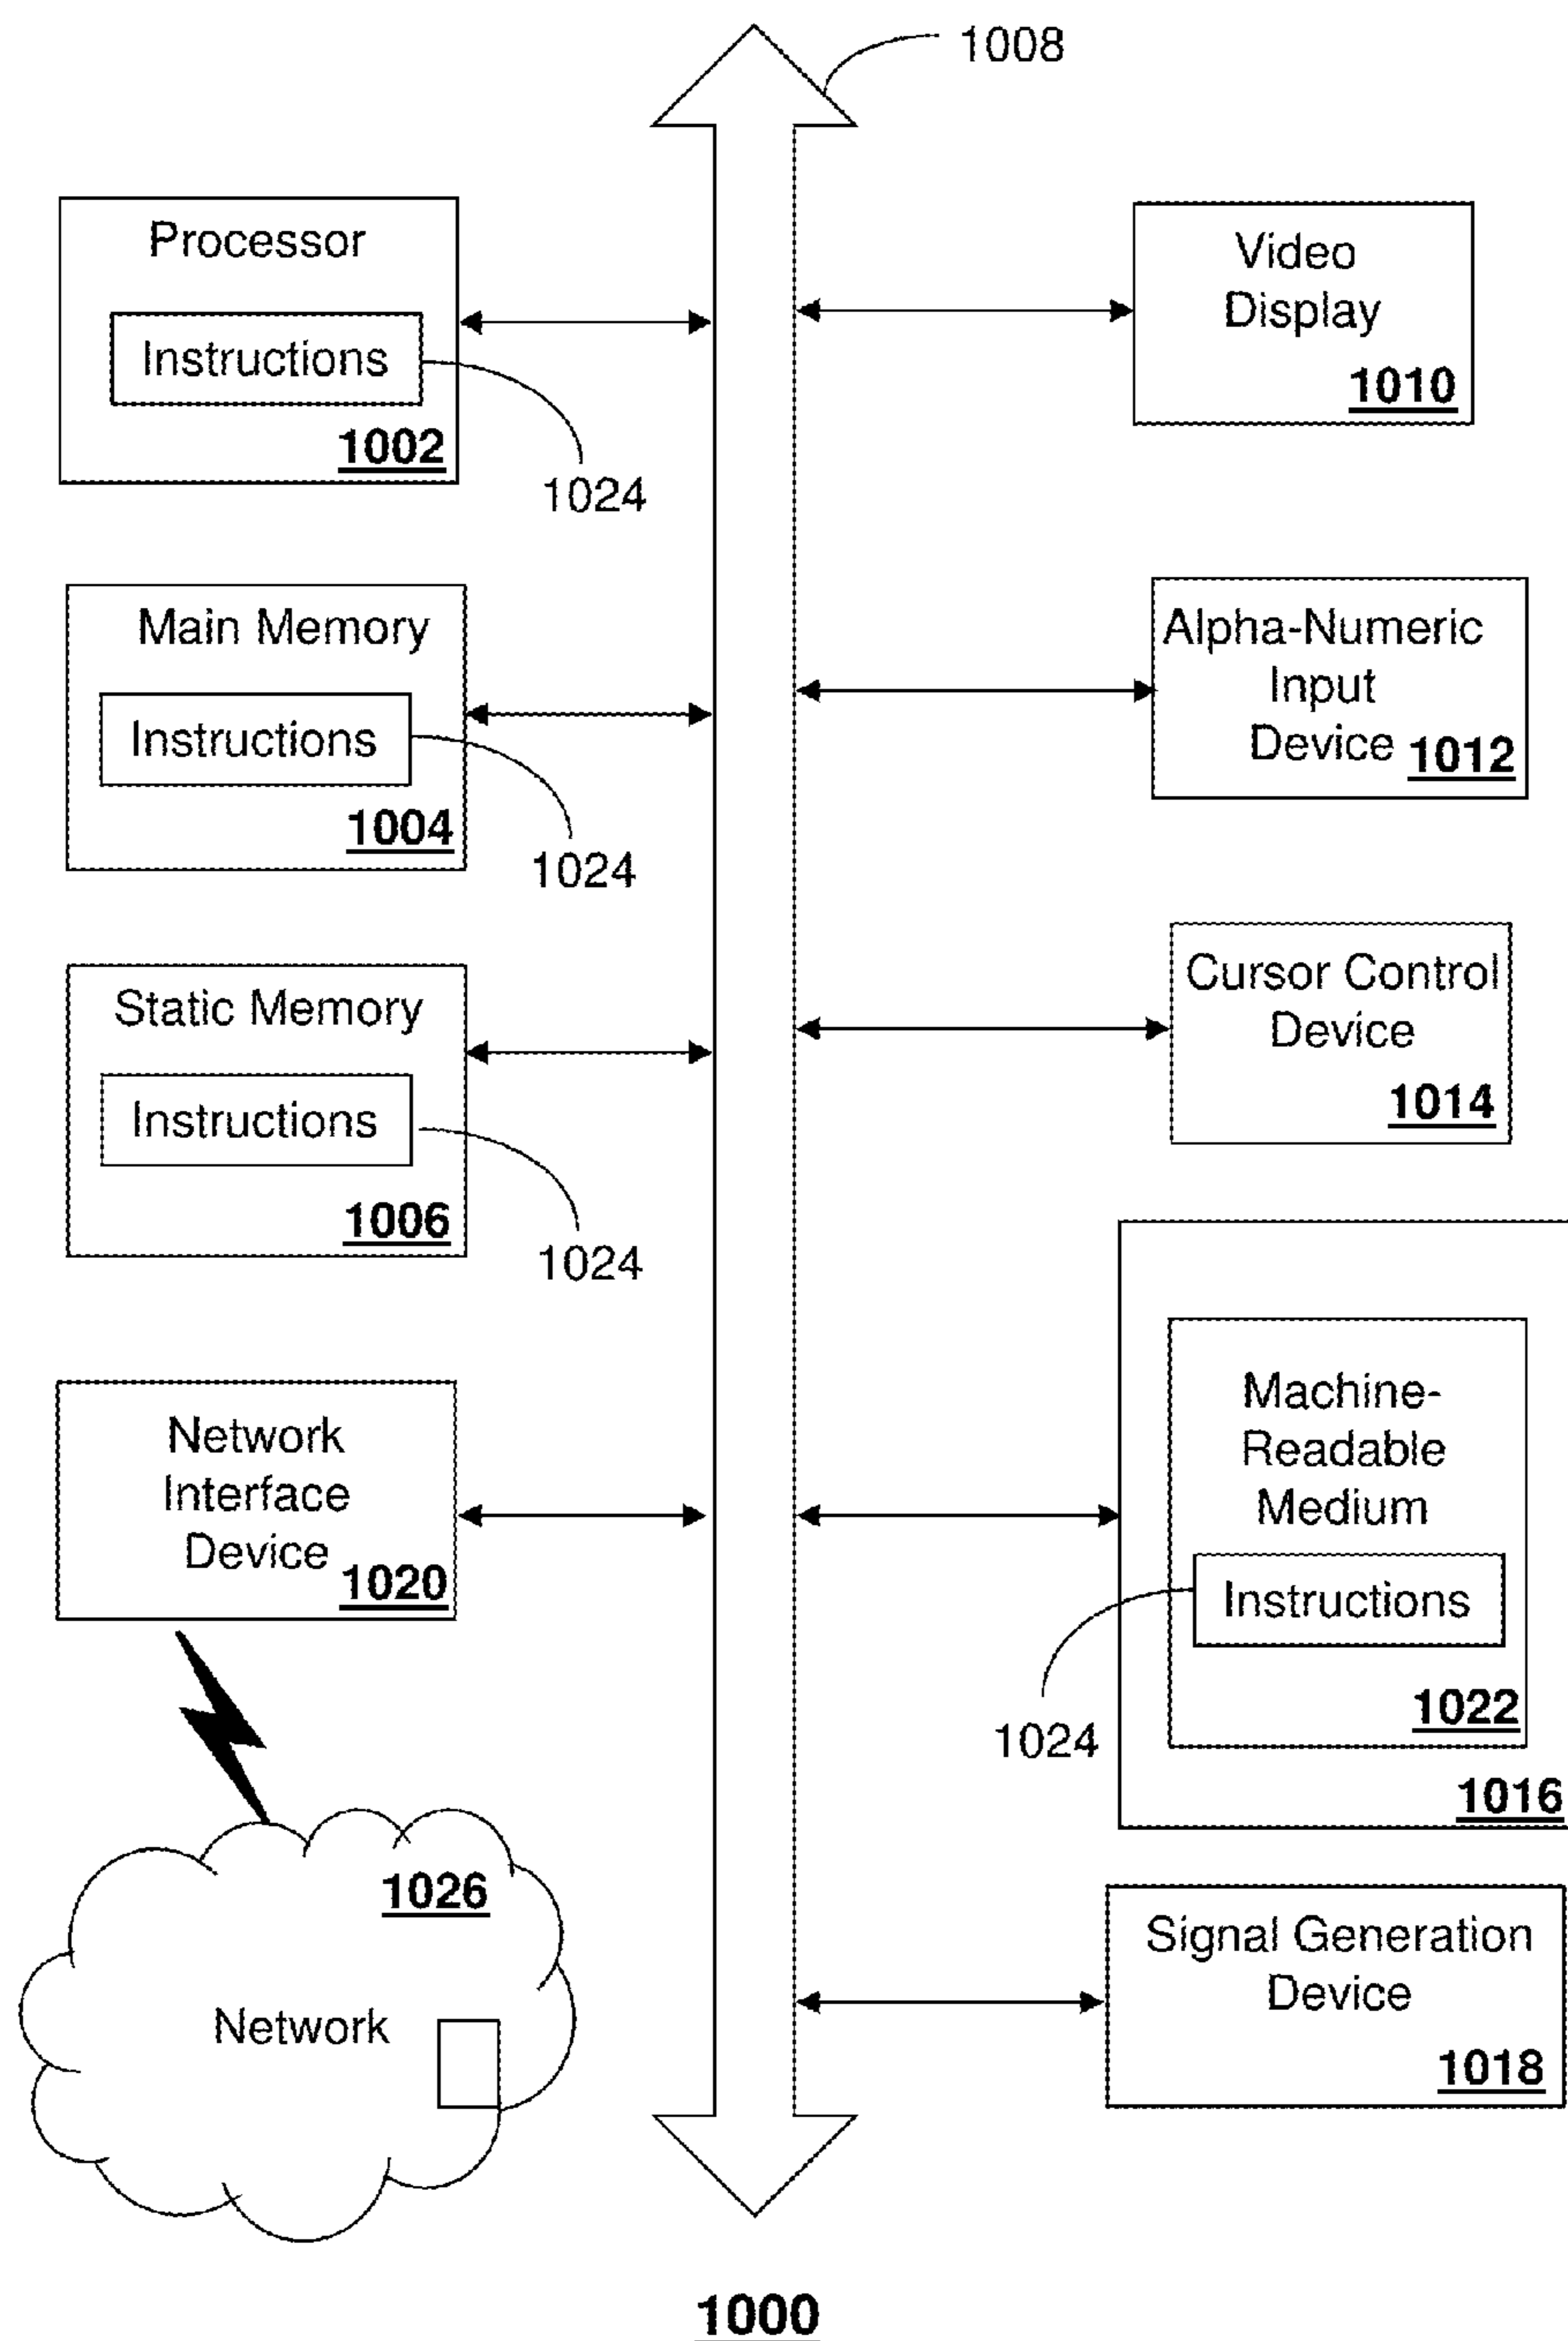 1008
Processor
Instructions
1002
1024
Main Memory
Instructions
1004
1024
Static Memory
Instructions
1006
1024
Network
Interface
Device
1020
1026
Network
Video
Display
1010
Alpha-Numeric
Input
Device
1012
Cursor Control
Device
1014
Machine-
Readable
Medium
Instructions
1022
1024
1016
Signal Generation
Device
1018
1000